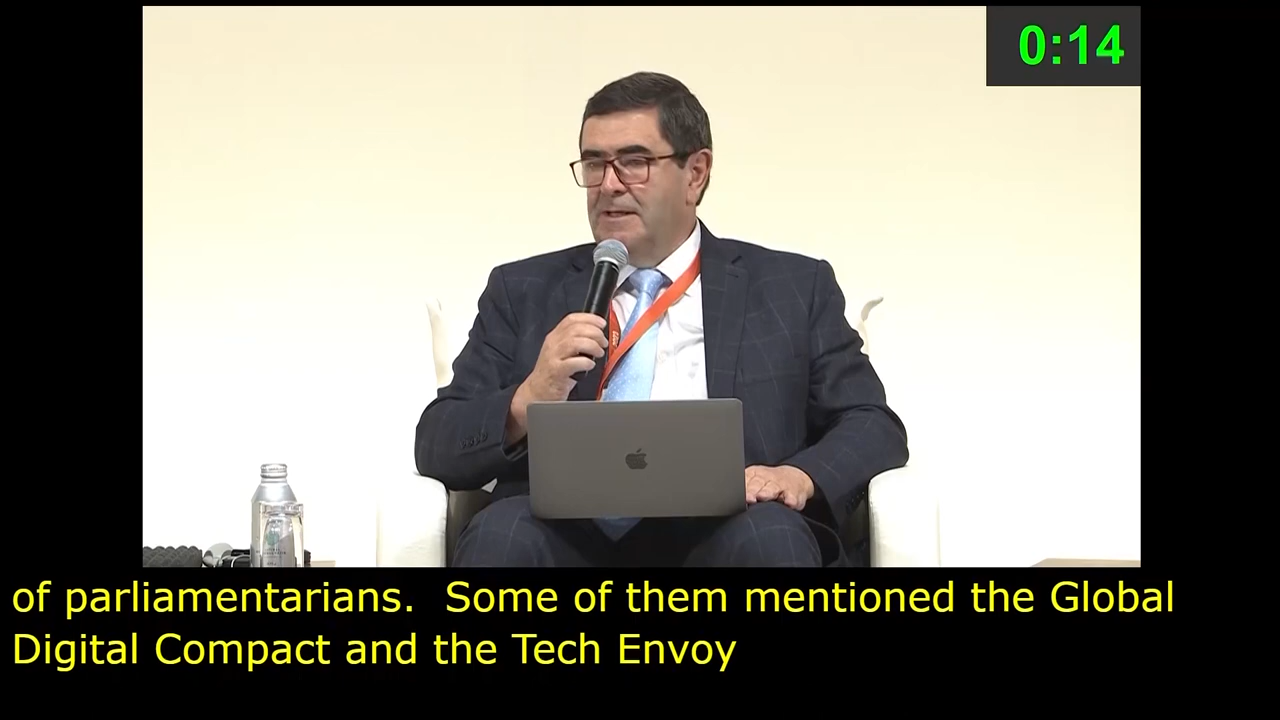 0:14
of parliamentarians.  Some of them mentioned the Global
Digital Compact and the Tech Envoy